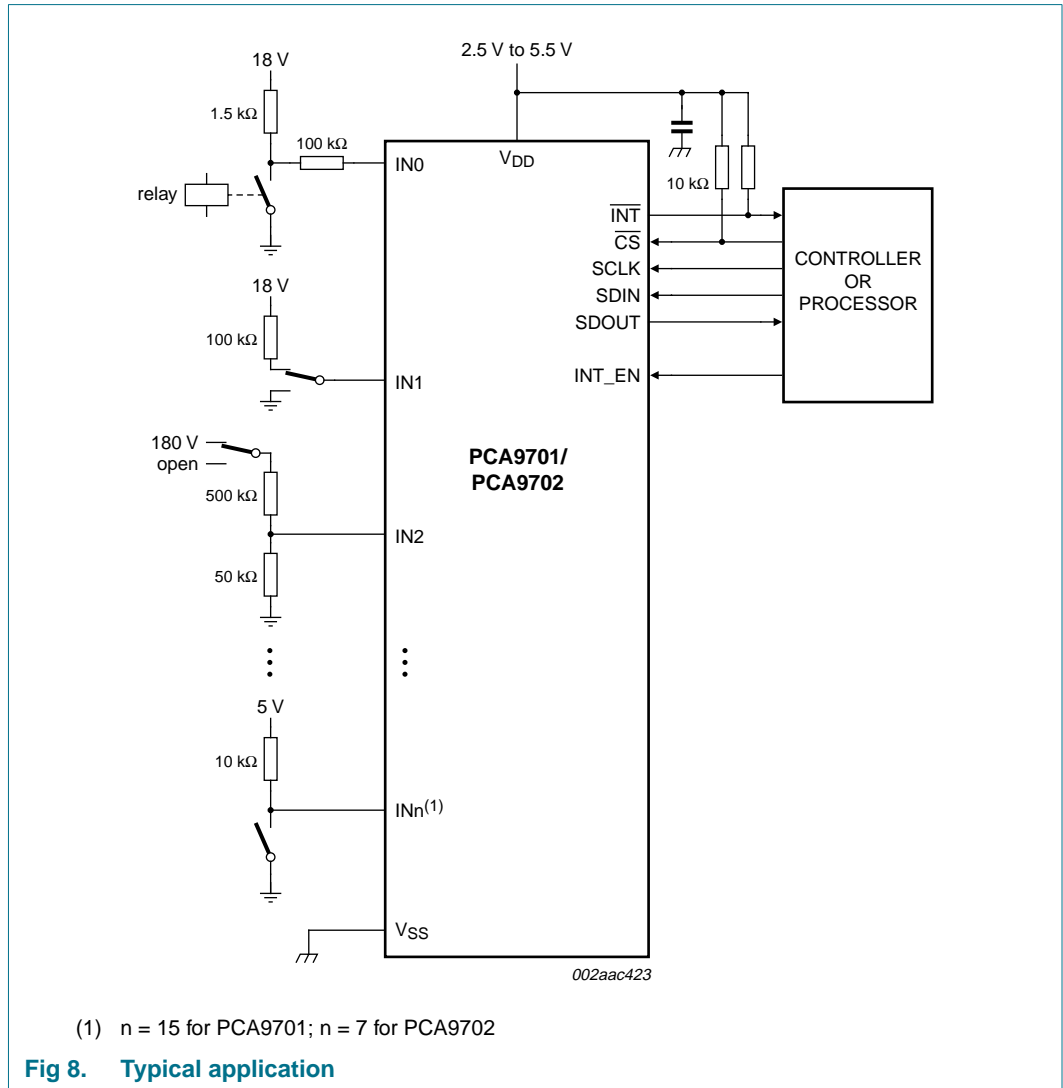 2.5 V to 5.5 V
18 V
1.5 kΩ
100 kΩ
IN0
VDD
10 kΩ
relay
INT
CS
SCLK
SDIN
SDOUT
INT_EN
CONTROLLER
OR
PROCESSOR
18 V
100 kΩ
IN1
180 V
open
500 kΩ
IN2
50 kΩ
PCA9701/
PCA9702
5 V
10 kΩ
INn(1)
VSS
002aac423
(1) n = 15 for PCA9701; n = 7 for PCA9702
Fig 8. Typical application